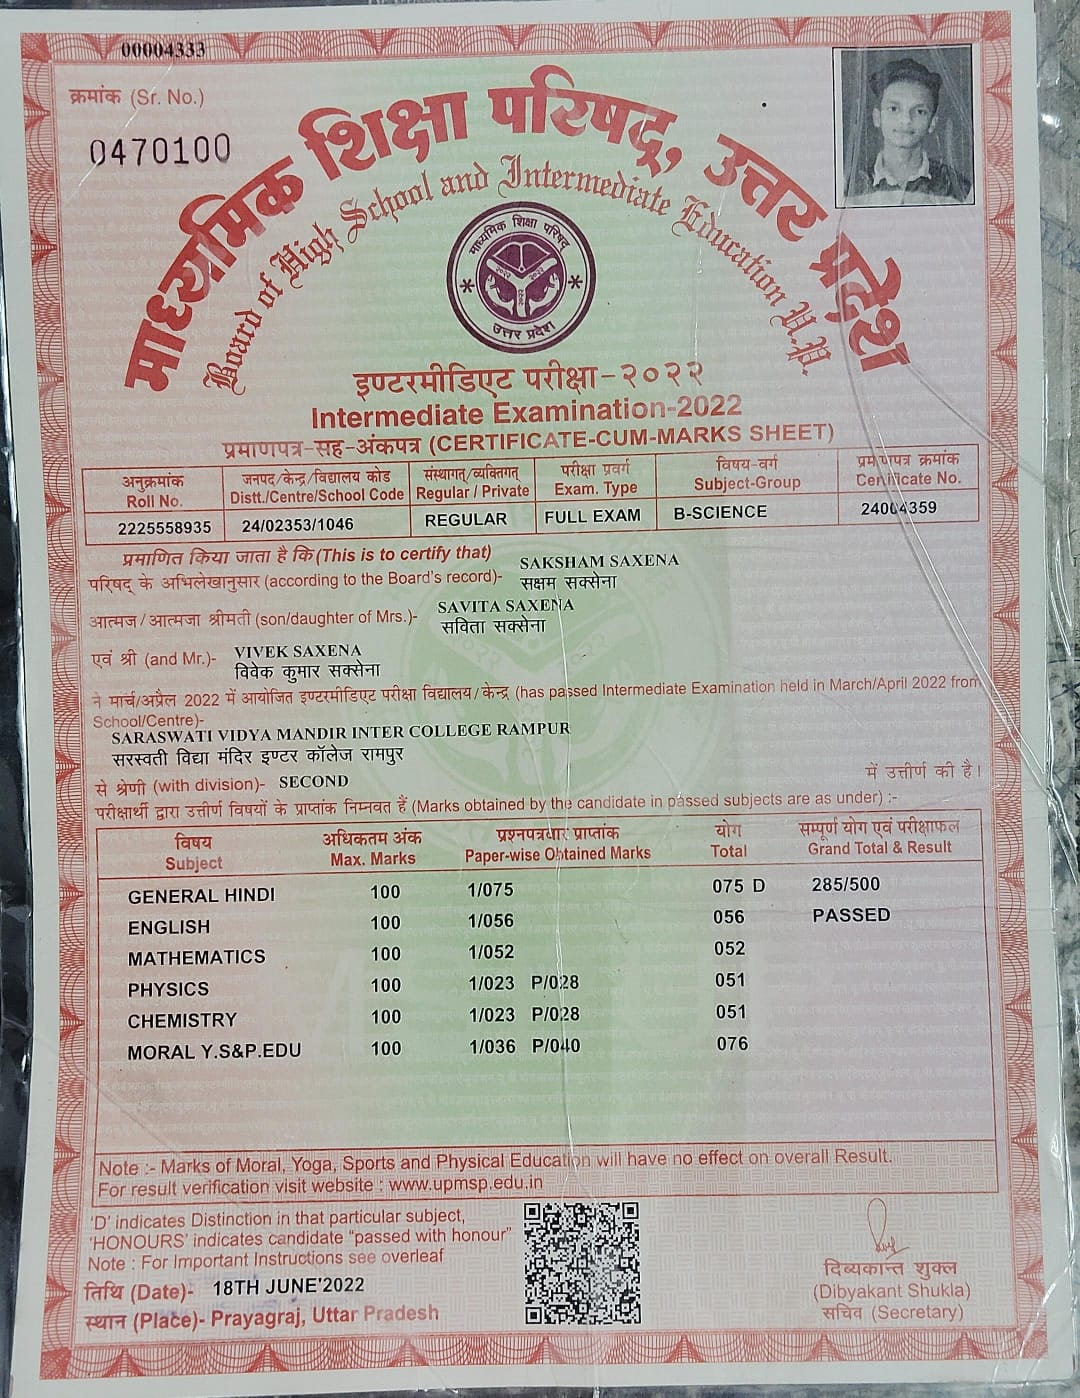 00004333
क्रमांक (Sr. No.)
0470100
माध्यमिक शिक्षा परिषद्, उत्तर प्रदेश
Board of High School and Intermediate Education U.P.
माध्यमिक शिक्षा परिषद
उत्तर प्रदेश
इण्टरमीडिएट परीक्षा-२०२२
Intermediate Examination-2022
प्रमाणपत्र-सह-अंकपत्र (CERTIFICATE-CUM-MARKS SHEET)
अनुक्रमांक जनपद/केन्द्र/विद्यालय कोड संस्थागत/व्यक्तिगत परीक्षा प्रवर्ग विषय-वर्ग प्रमाणपत्र क्रमांक
Roll No. Distt./Centre/School Code Regular / Private Exam. Type Subject-Group Certificate No.
2225558935 24/02353/1046 REGULAR FULL EXAM B-SCIENCE 24004359
प्रमाणित किया जाता है कि (This is to certify that) SAKSHAM SAXENA
परिषद् के अभिलेखानुसार (according to the Board's record)- सक्षम सक्सेना
SAVITA SAXENA
आत्मज/आत्मजा श्रीमती (son/daughter of Mrs.)- सविता सक्सेना
एवं श्री (and Mr.)- VIVEK SAXENA
विवेक कुमार सक्सेना
ने मार्च/अप्रैल 2022 में आयोजित इण्टरमीडिएट परीक्षा विद्यालय/केन्द्र (has passed Intermediate Examination held in March/April 2022 from
School/Centre)-
SARASWATI VIDYA MANDIR INTER COLLEGE RAMPUR
सरस्वती विद्या मंदिर इण्टर कॉलेज रामपुर
से श्रेणी (with division)- SECOND में उत्तीर्ण की है।
परीक्षार्थी द्वारा उत्तीर्ण विषयों के प्राप्तांक निम्नवत हैं (Marks obtained by the candidate in passed subjects are as under) :-
विषय अधिकतम अंक प्रश्नपत्रवार प्राप्तांक योग सम्पूर्ण योग एवं परीक्षाफल
Subject Max. Marks Paper-wise Obtained Marks Total Grand Total & Result
GENERAL HINDI 100 1/075 075 D 285/500
ENGLISH 100 1/056 056 PASSED
MATHEMATICS 100 1/052 052
PHYSICS 100 1/023 P/028 051
CHEMISTRY 100 1/023 P/028 051
MORAL Y.S&P.EDU 100 1/036 P/040 076
Note :- Marks of Moral, Yoga, Sports and Physical Education will have no effect on overall Result.
For result verification visit website : www.upmsp.edu.in
'D' indicates Distinction in that particular subject,
'HONOURS' indicates candidate "passed with honour"
Note : For Important Instructions see overleaf
तिथि (Date)- 18TH JUNE'2022
स्थान (Place)- Prayagraj, Uttar Pradesh
दिव्यकान्त शुक्ल
(Dibyakant Shukla)
सचिव (Secretary)